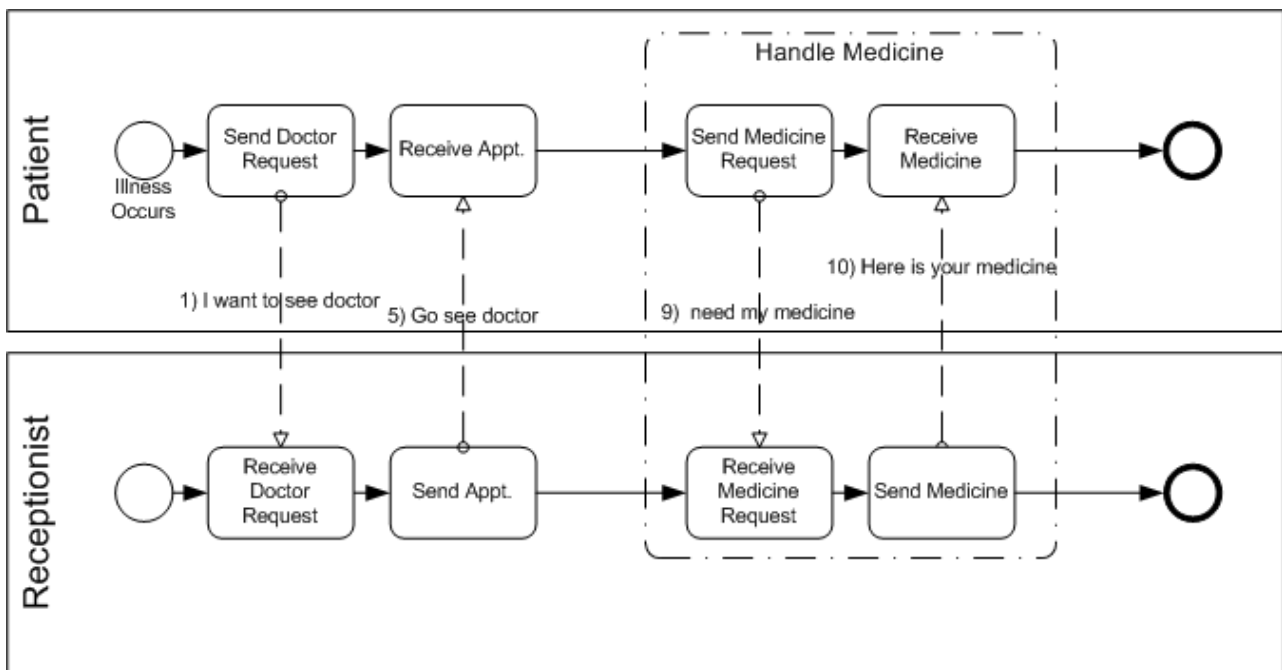 Patient
Handle Medicine
Illness
Occurs
Send Doctor
Request
Receive Appt.
Send Medicine
Request
Receive
Medicine
1) I want to see doctor
5) Go see doctor
9)  need my medicine
10) Here is your medicine
Receptionist
Receive
Doctor
Request
Send Appt.
Receive
Medicine
Request
Send Medicine